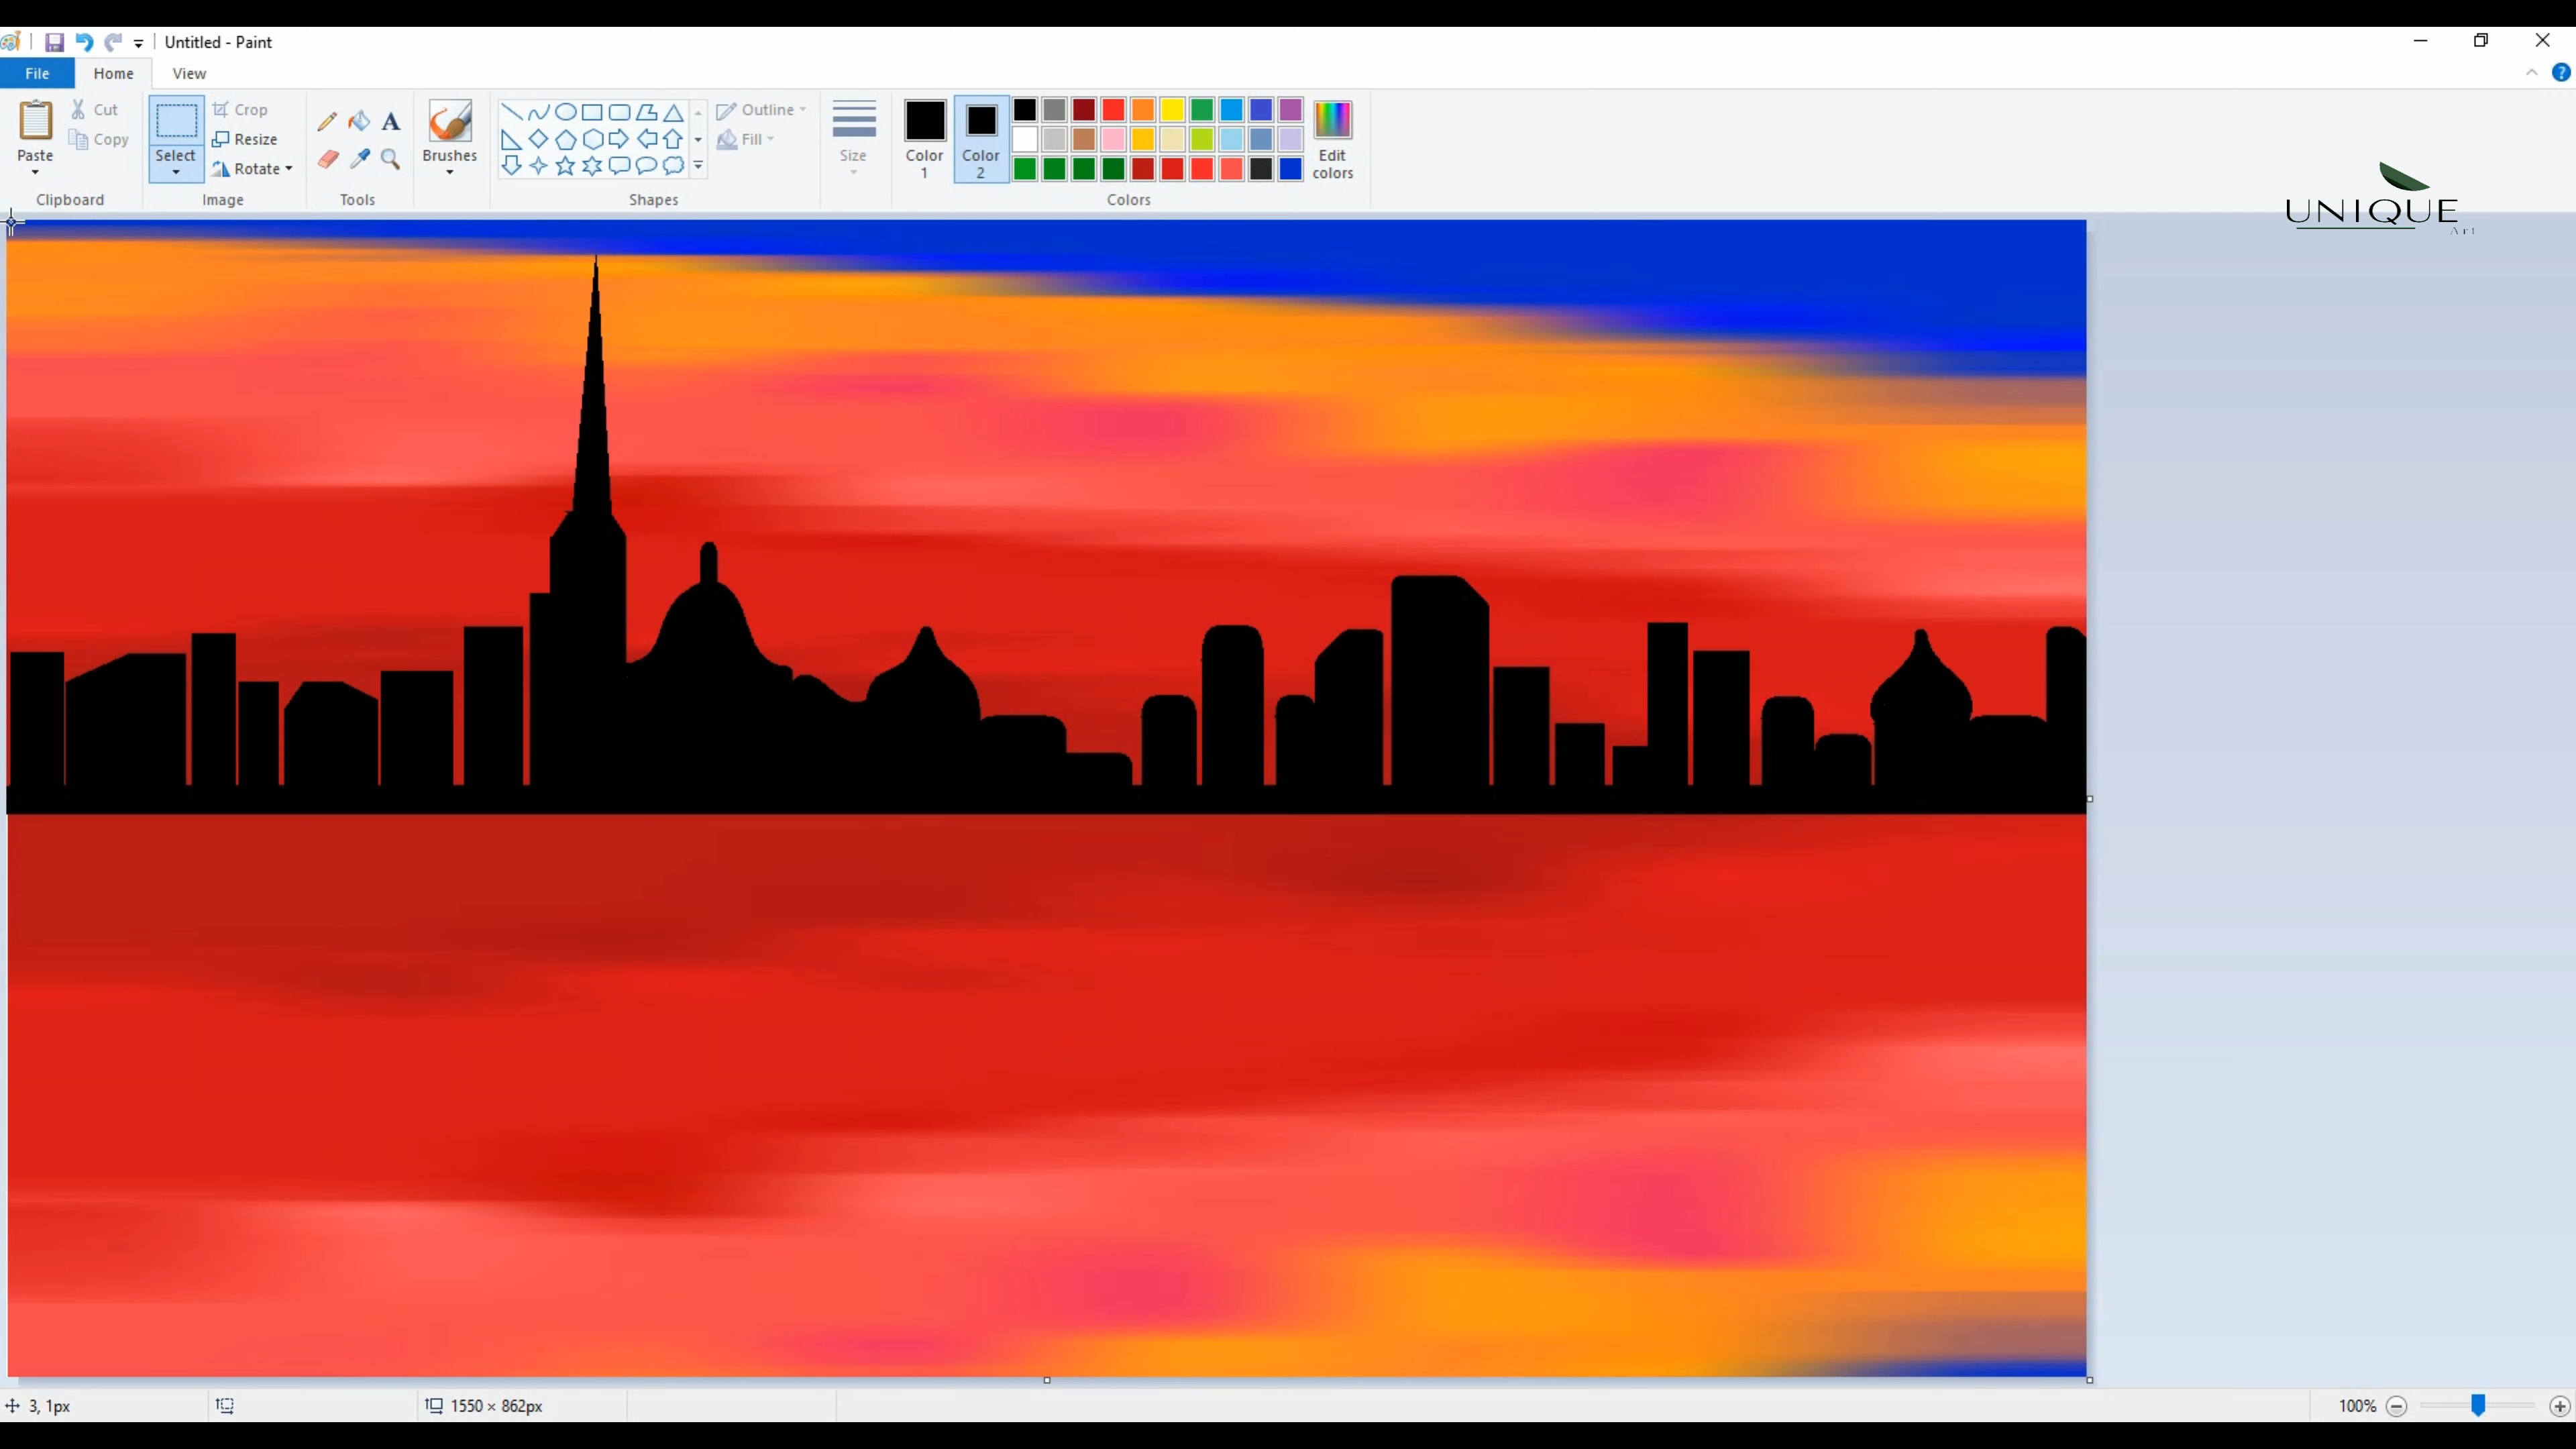 Untitled - Paint
File Home View
Cut Crop Outline
Copy Resize Fill
Paste Select Rotate Brushes Size Color 1 Color 2 Edit colors
Clipboard Image Tools Shapes Colors
UNIQUE
Art
3, 1px 1550 × 862px 100%